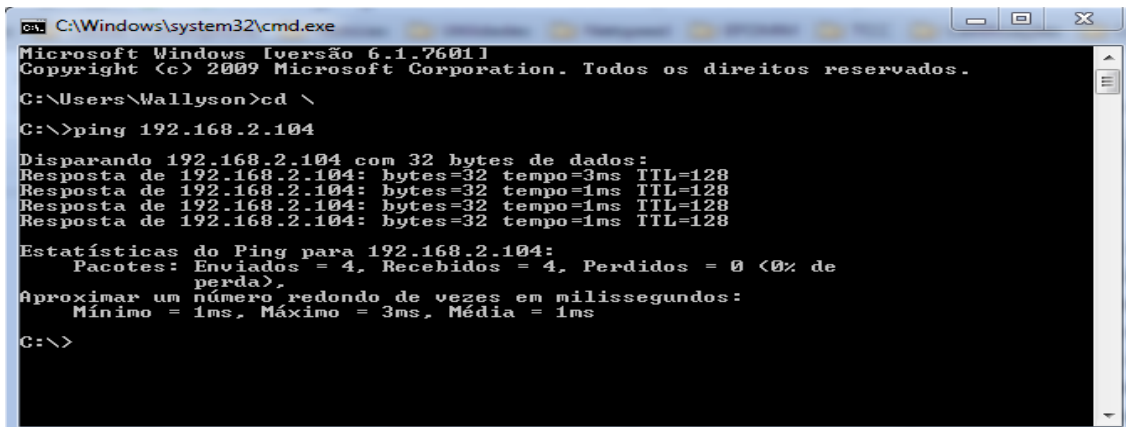 C:\Windows\system32\cmd.exe
Microsoft Windows [versão 6.1.7601]
Copyright (c) 2009 Microsoft Corporation. Todos os direitos reservados.
C:\Users\Wallyson>cd \
C:\>ping 192.168.2.104
Disparando 192.168.2.104 com 32 bytes de dados:
Resposta de 192.168.2.104: bytes=32 tempo=3ms TTL=128
Resposta de 192.168.2.104: bytes=32 tempo=1ms TTL=128
Resposta de 192.168.2.104: bytes=32 tempo=1ms TTL=128
Resposta de 192.168.2.104: bytes=32 tempo=1ms TTL=128
Estatísticas do Ping para 192.168.2.104:
Pacotes: Enviados = 4, Recebidos = 4, Perdidos = 0 (0% de
perda),
Aproximar um número redondo de vezes em milissegundos:
Mínimo = 1ms, Máximo = 3ms, Média = 1ms
C:\>